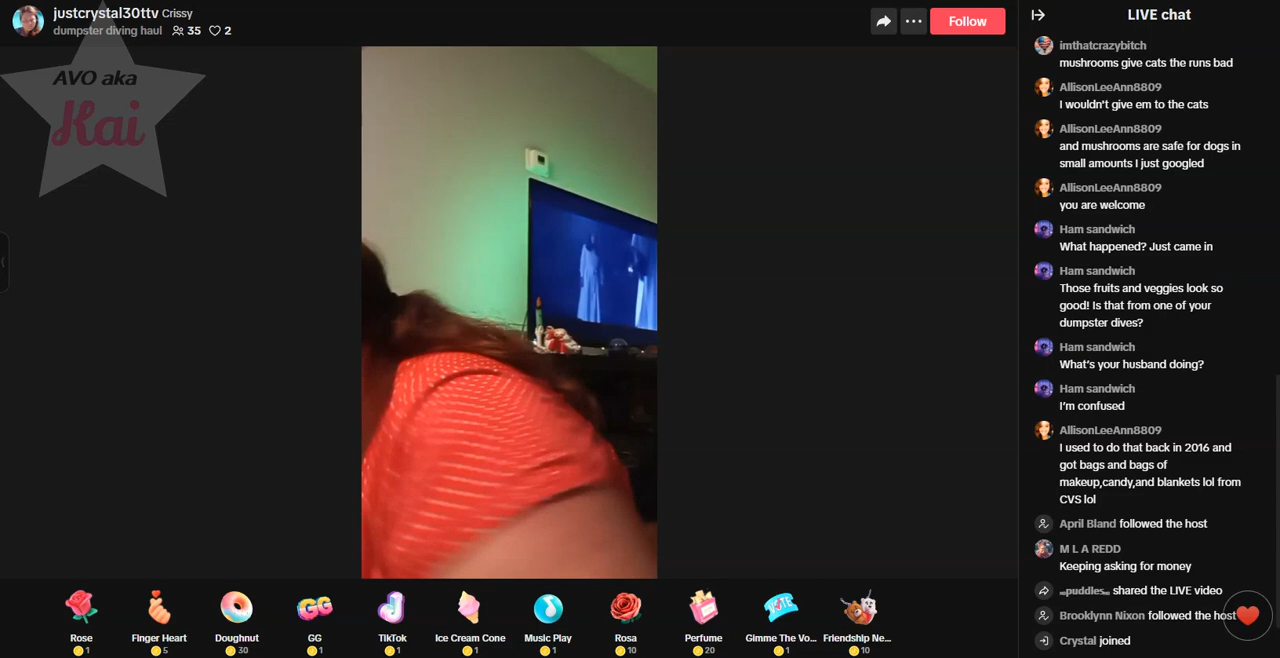 justcrystal30ttv Crissy
dumpster diving haul 35 2
Follow
AVO aka
Kai
LIVE chat
imthatcrazybitch
mushrooms give cats the runs bad
AllisonLeeAnn8809
I wouldn't give em to the cats
AllisonLeeAnn8809
and mushrooms are safe for dogs in
small amounts I just googled
AllisonLeeAnn8809
you are welcome
Ham sandwich
What happened? Just came in
Ham sandwich
Those fruits and veggies look so
good! Is that from one of your
dumpster dives?
Ham sandwich
What's your husband doing?
Ham sandwich
I'm confused
AllisonLeeAnn8809
I used to do that back in 2016 and
got bags and bags of
makeup,candy,and blankets lol from
CVS lol
April Bland followed the host
M L A REDD
Keeping asking for money
puddles shared the LIVE video
Brooklynn Nixon followed the host
Crystal joined
GG
VOTE
Rose Finger Heart Doughnut GG TikTok Ice Cream Cone Music Play Rosa Perfume Gimme The Vo... Friendship Ne...
1 5 30 1 1 1 1 10 20 1 10